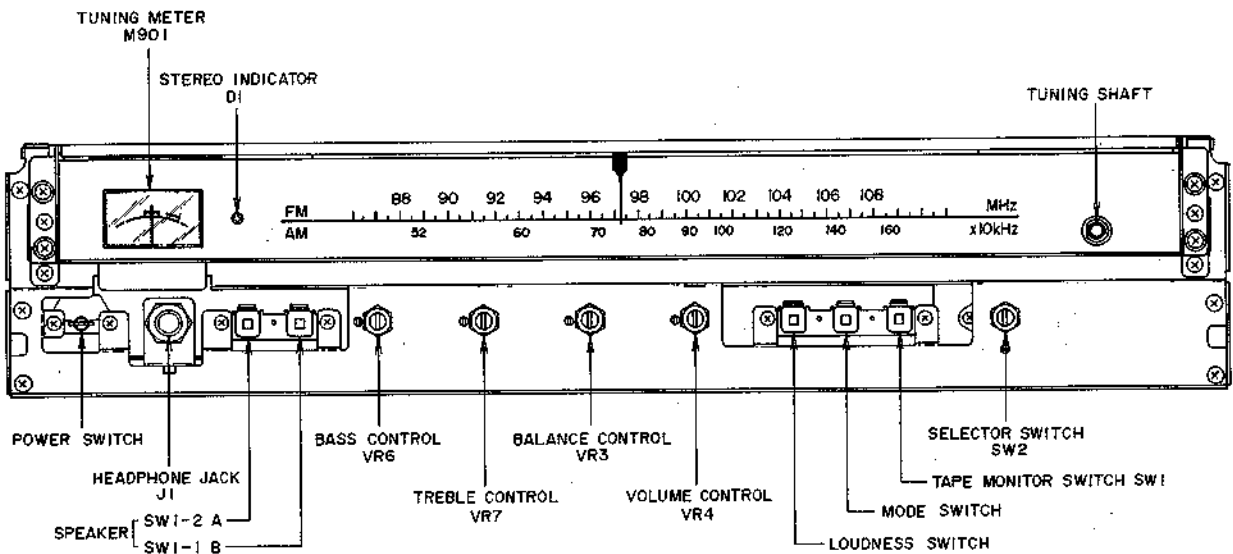 TUNING METER
M901
STEREO INDICATOR
D1
TUNING SHAFT
88 90 92 94 96 98 100 102 104 106 108
FM MHz
AM 52 60 70 80 90 100 120 140 160 x10kHz
POWER SWITCH
BASS CONTROL
VR6
BALANCE CONTROL
VR3
SELECTOR SWITCH
SW2
HEADPHONE JACK
J1
TREBLE CONTROL
VR7
VOLUME CONTROL
VR4
TAPE MONITOR SWITCH SW1
MODE SWITCH
LOUDNESS SWITCH
SPEAKER
SW1-2 A
SW1-1 B